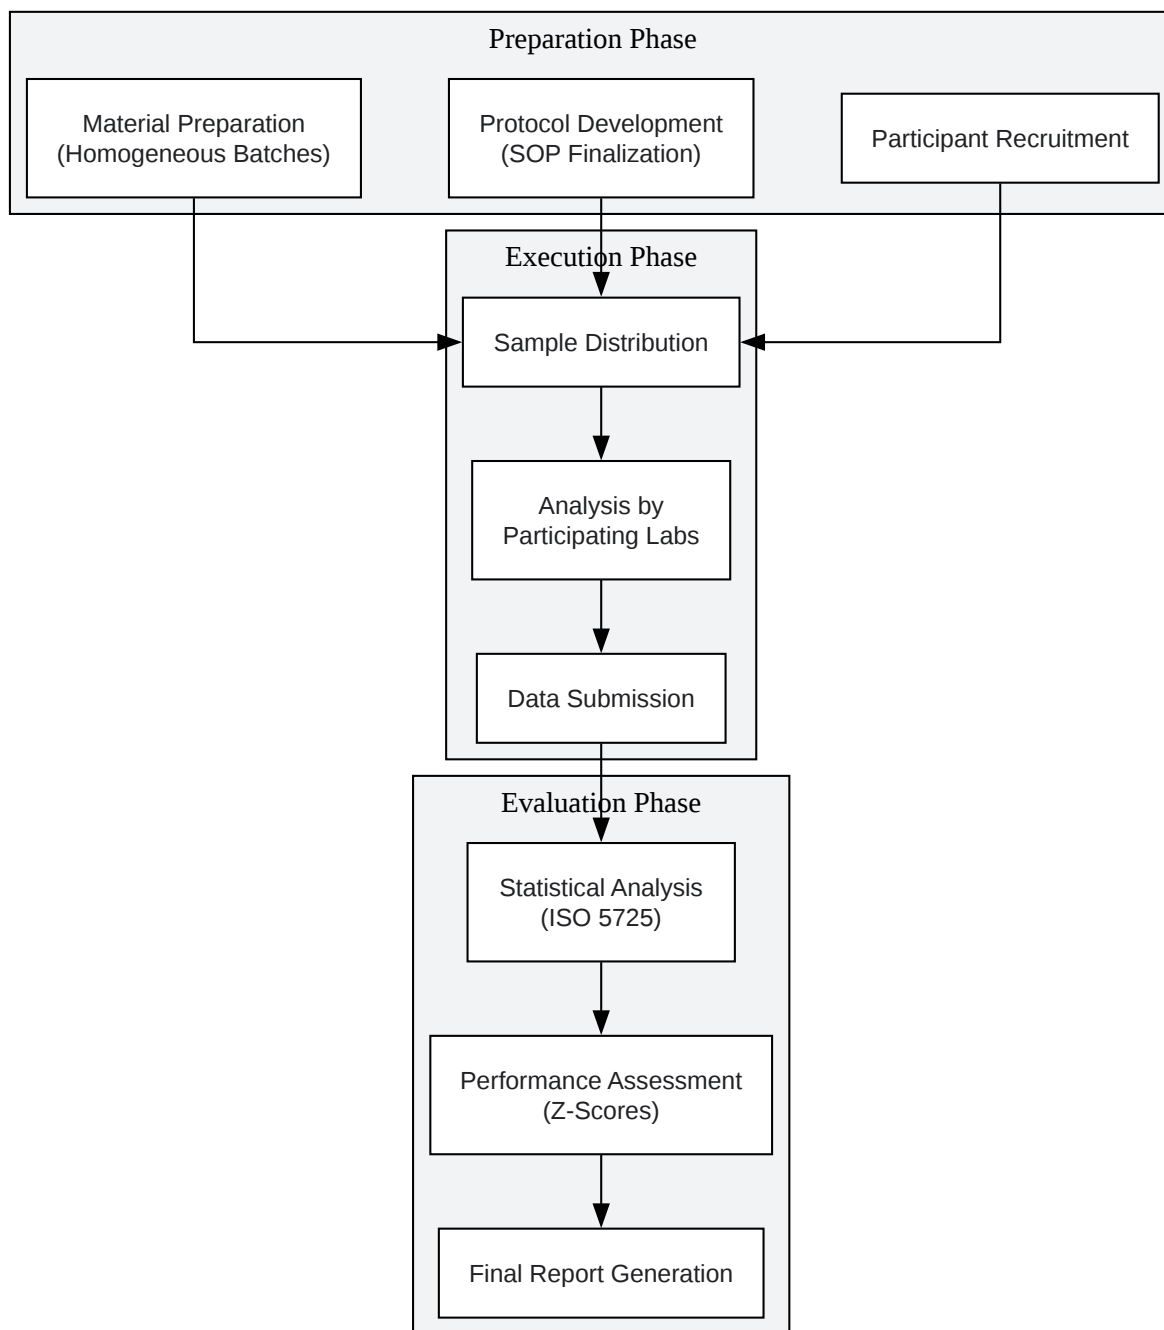 Preparation Phase
Material Preparation
(Homogeneous Batches)
Protocol Development
(SOP Finalization)
Participant Recruitment
Execution Phase
Sample Distribution
Analysis by
Participating Labs
Data Submission
Evaluation Phase
Statistical Analysis
(ISO 5725)
Performance Assessment
(Z-Scores)
Final Report Generation